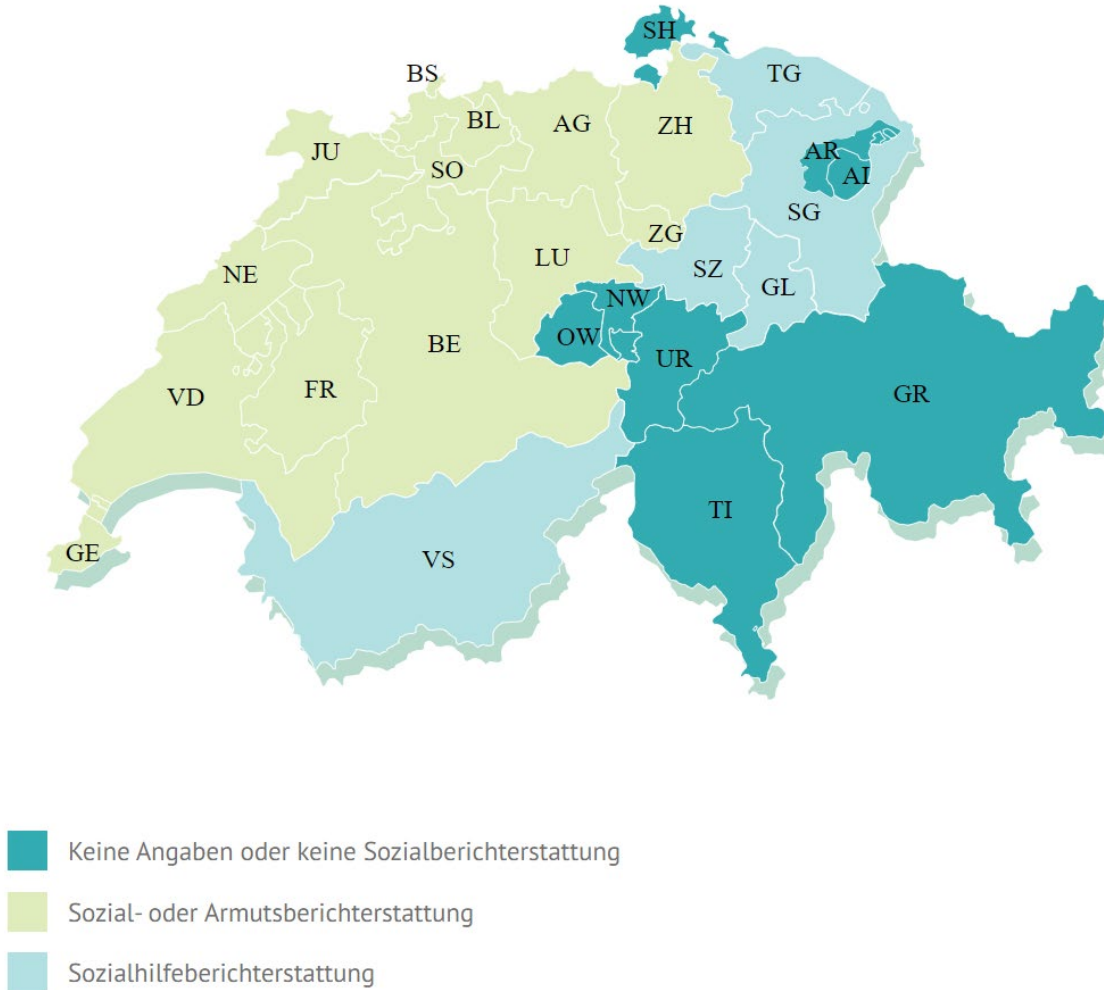 SH
BS
TG
BL
AG
ZH
JU
AR
SO
AI
SG
ZG
LU
SZ
NE
GL
NW
OW
BE
UR
VD
FR
GR
TI
GE
VS
Keine Angaben oder keine Sozialberichterstattung
Sozial- oder Armutsberichterstattung
Sozialhilfeberichterstattung